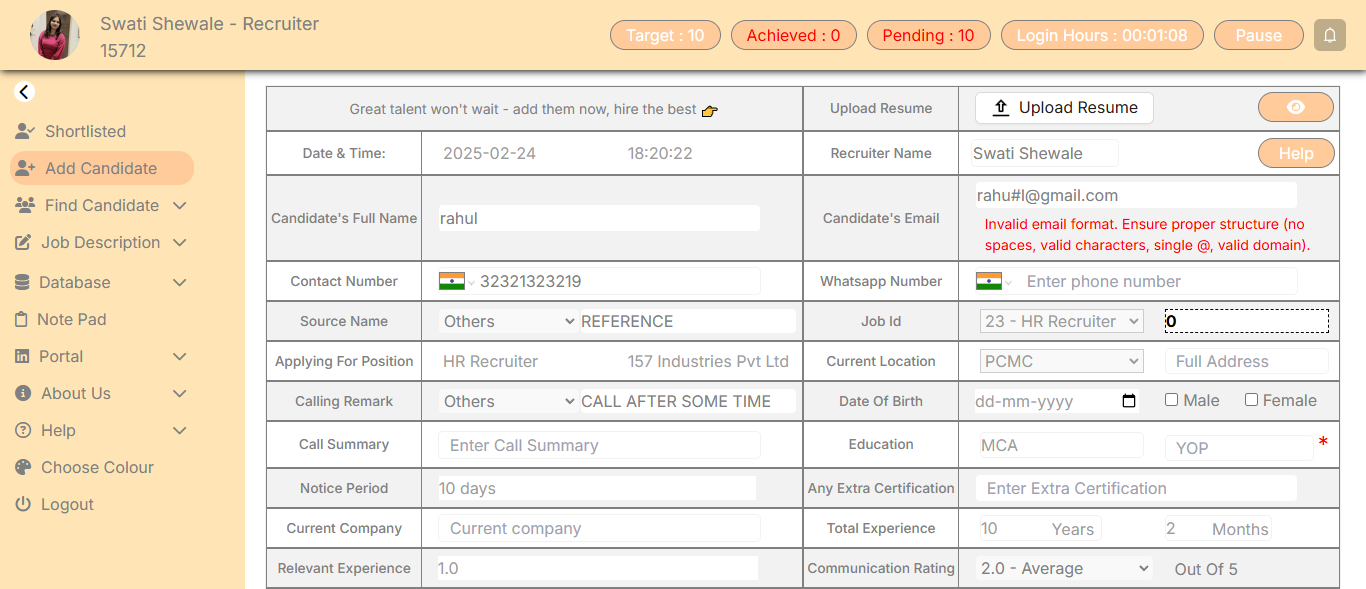 Swati Shewale - Recruiter
15712
Target : 10
Achieved : 0
Pending : 10
Login Hours : 00:01:08
Pause
Shortlisted
Add Candidate
Find Candidate
Job Description
Database
Note Pad
Portal
About Us
Help
Choose Colour
Logout
Great talent won't wait - add them now, hire the best 👉
Upload Resume
Upload Resume
Date & Time:
2025-02-24
18:20:22
Recruiter Name
Swati Shewale
Help
Candidate's Full Name
rahul
Candidate's Email
rahu#l@gmail.com
Invalid email format. Ensure proper structure (no
spaces, valid characters, single @, valid domain).
Contact Number
32321323219
Whatsapp Number
Enter phone number
Source Name
Others
REFERENCE
Job Id
23 - HR Recruiter
0
Applying For Position
HR Recruiter
157 Industries Pvt Ltd
Current Location
PCMC
Full Address
Calling Remark
Others
CALL AFTER SOME TIME
Date Of Birth
dd-mm-yyyy
Male
Female
Call Summary
Enter Call Summary
Education
MCA
YOP
*
Notice Period
10 days
Any Extra Certification
Enter Extra Certification
Current Company
Current company
Total Experience
10
Years
2
Months
Relevant Experience
1.0
Communication Rating
2.0 - Average
Out Of 5